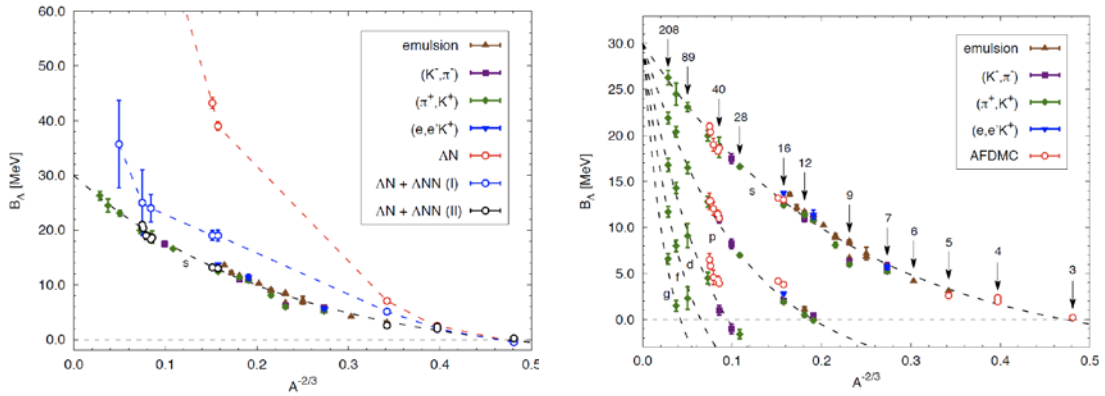 60.0
50.0
40.0
30.0
20.0
10.0
0.0
B_Λ [MeV]
emulsion
(K⁻,π⁻)
(π⁺,K⁺)
(e,e'K⁺)
ΛN
ΛN + ΛNN (I)
ΛN + ΛNN (II)
s
0.0 0.1 0.2 0.3 0.4 0.5
A^{-2/3}
30.0
25.0
20.0
15.0
10.0
5.0
0.0
B_Λ [MeV]
208
89
40
28
16
12
9
7
6
5
4
3
emulsion
(K⁻,π⁻)
(π⁺,K⁺)
(e,e'K⁺)
AFDMC
s
p
d
f
g
0.0 0.1 0.2 0.3 0.4 0.5
A^{-2/3}